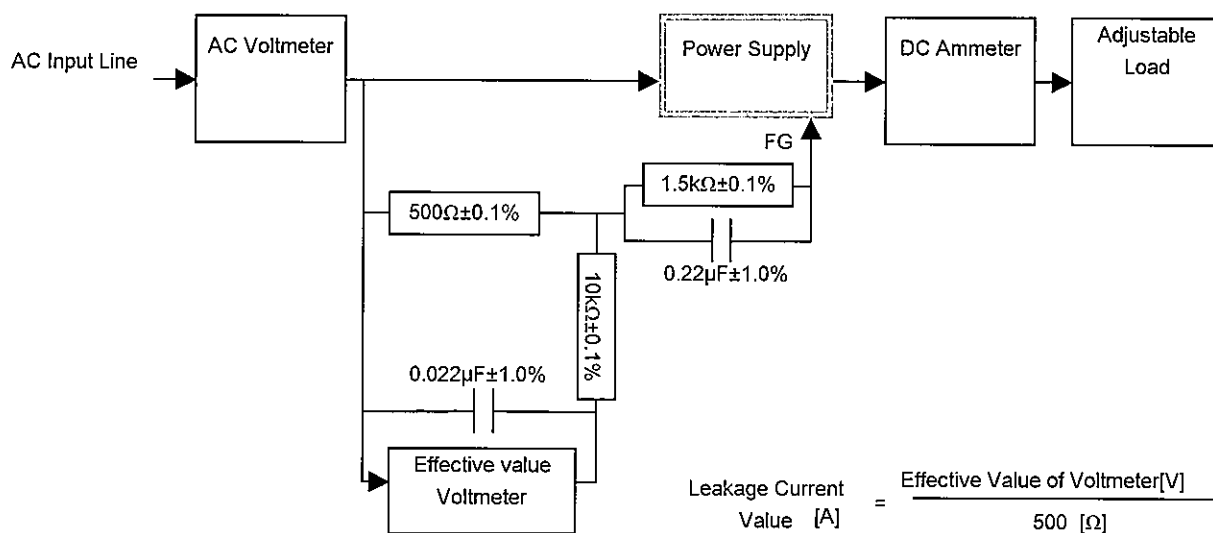 AC Input Line
AC Voltmeter
Power Supply
DC Ammeter
Adjustable
Load
FG
500Ω±0.1%
1.5kΩ±0.1%
0.22µF±1.0%
10kΩ±0.1%
0.022µF±1.0%
Effective value
Voltmeter
Leakage Current
Value [A]
=
Effective Value of Voltmeter[V]
500 [Ω]